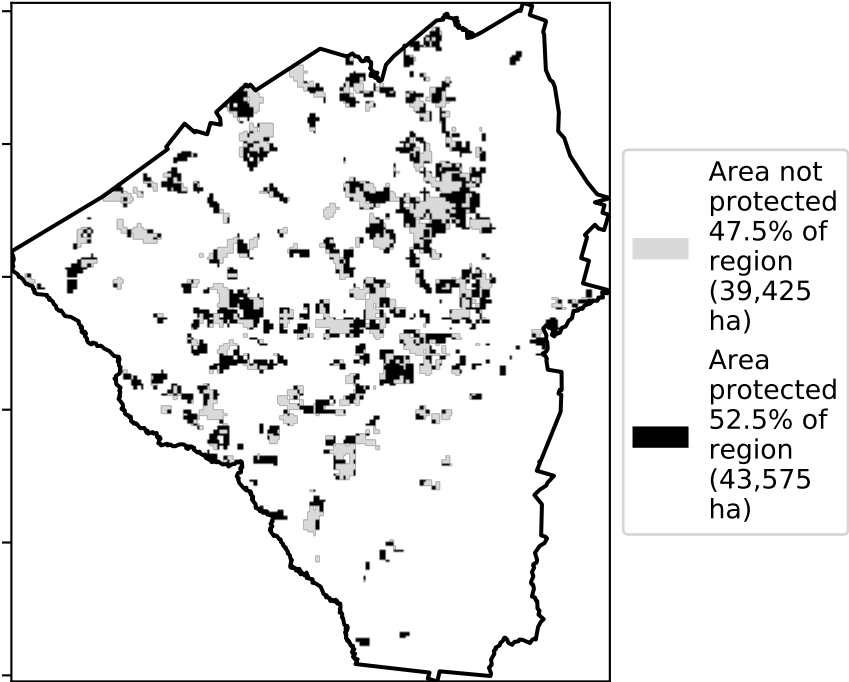 Area not
protected
47.5% of
region
(39,425
ha)
Area
protected
52.5% of
region
(43,575
ha)